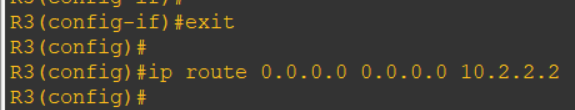 R3(config-if)#exit
R3(config)#
R3(config)#ip route 0.0.0.0 0.0.0.0 10.2.2.2
R3(config)#